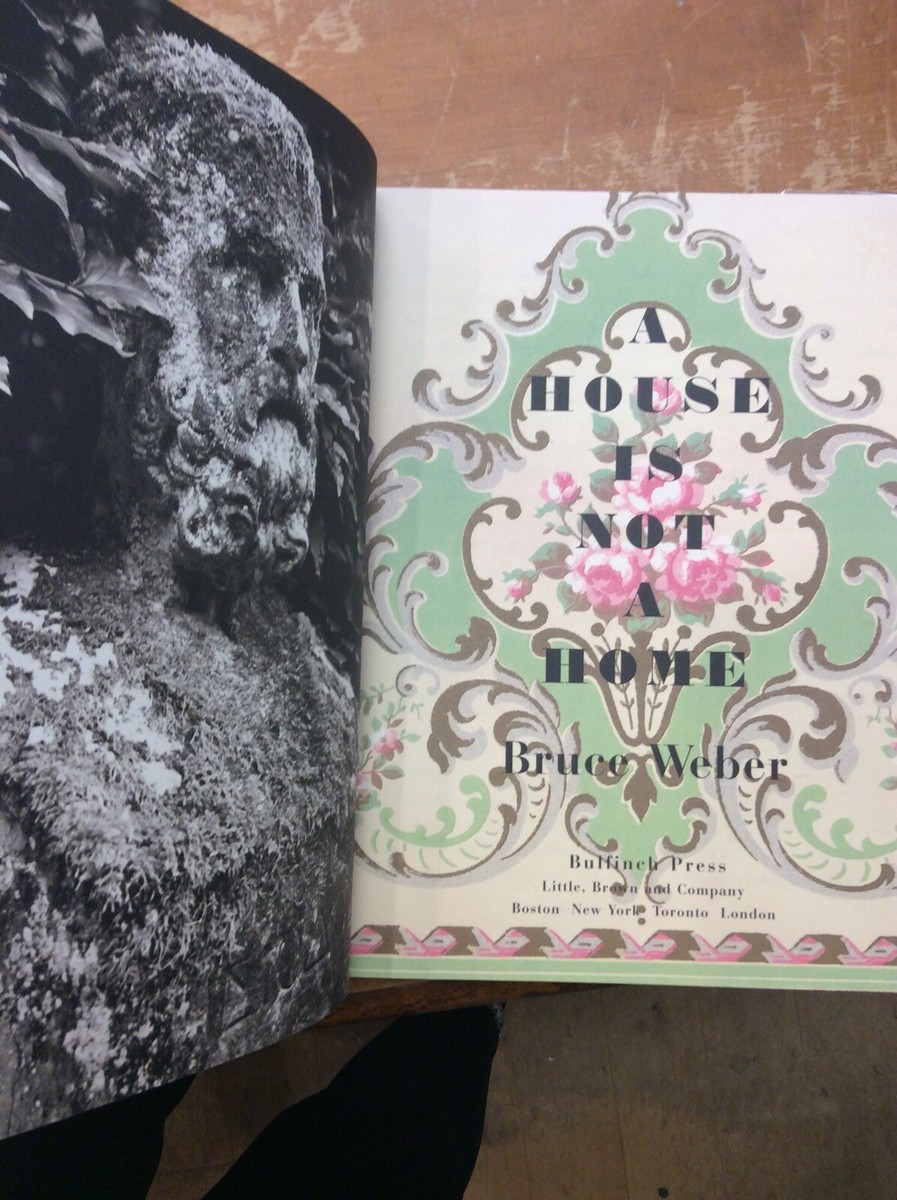 A
HOUSE
IS
NOT
A
HOME
Bruce Weber
Bulfinch Press
Little, Brown and Company
Boston New York Toronto London